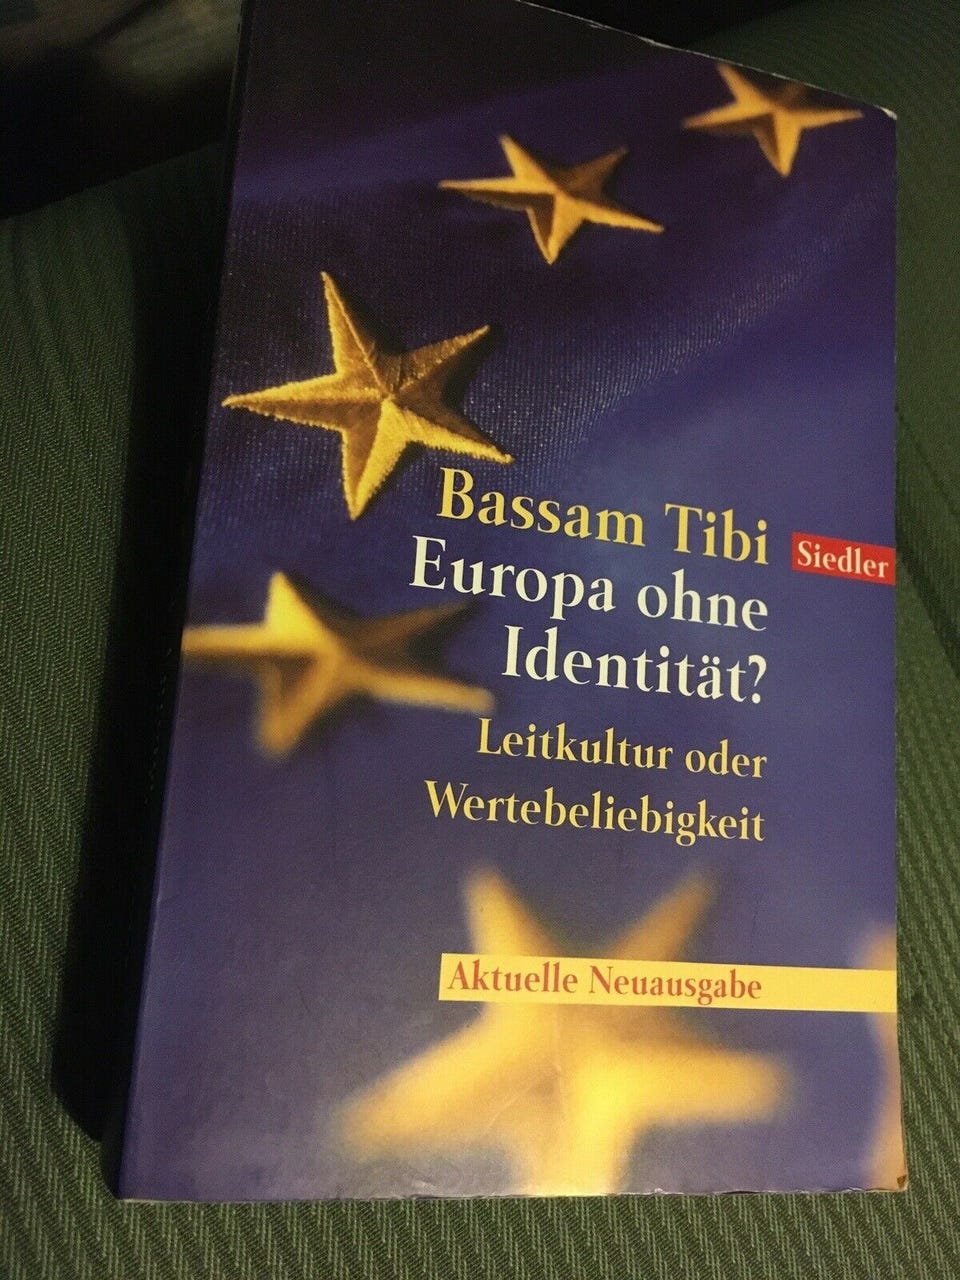 Bassam Tibi
Siedler
Europa ohne
Identität?
Leitkultur oder
Wertebeliebigkeit
Aktuelle Neuausgabe